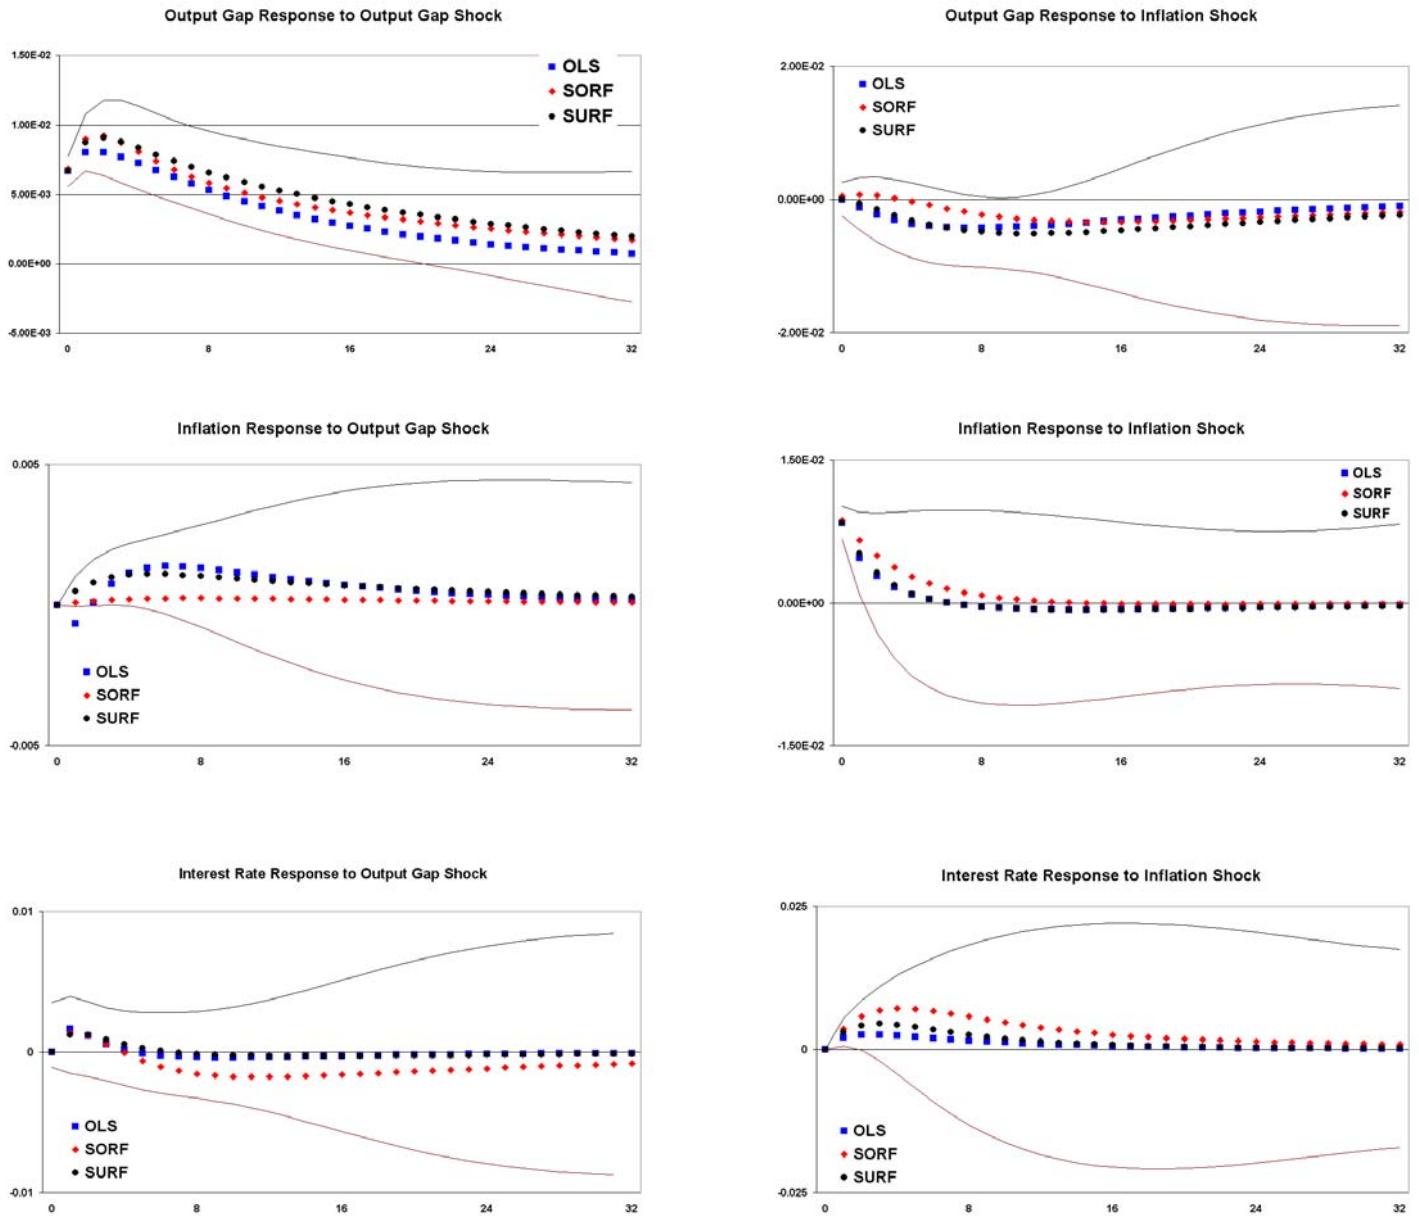 Output Gap Response to Output Gap Shock
1.50E-02
1.00E-02
5.00E-03
0.00E+00
-5.00E-03
0 8 16 24 32
OLS
SORF
SURF
Output Gap Response to Inflation Shock
2.00E-02
0.00E+00
-2.00E-02
0 8 16 24 32
OLS
SORF
SURF
Inflation Response to Output Gap Shock
0.005
-0.005
0 8 16 24 32
OLS
SORF
SURF
Inflation Response to Inflation Shock
1.50E-02
0.00E+00
-1.50E-02
0 8 16 24 32
OLS
SORF
SURF
Interest Rate Response to Output Gap Shock
0.01
0
-0.01
0 8 16 24 32
OLS
SORF
SURF
Interest Rate Response to Inflation Shock
0.025
0
-0.025
0 8 16 24 32
OLS
SORF
SURF